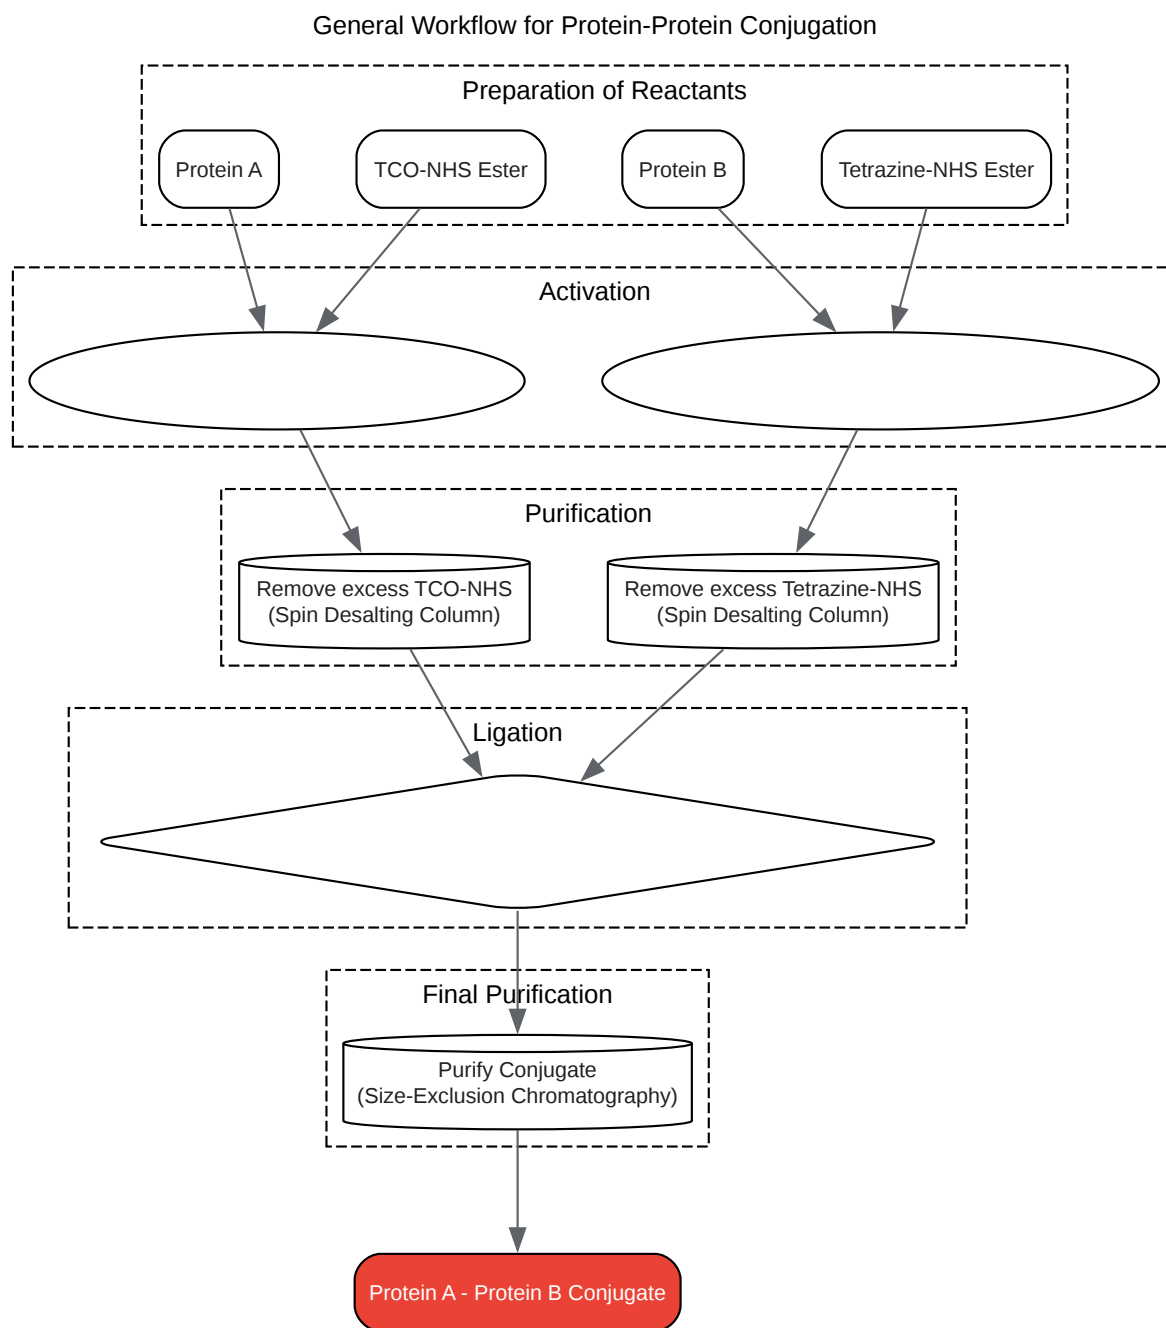 General Workflow for Protein-Protein Conjugation
Preparation of Reactants
Protein A
TCO-NHS Ester
Protein B
Tetrazine-NHS Ester
Activation
Purification
Remove excess TCO-NHS
(Spin Desalting Column)
Remove excess Tetrazine-NHS
(Spin Desalting Column)
Ligation
Final Purification
Purify Conjugate
(Size-Exclusion Chromatography)
Protein A - Protein B Conjugate